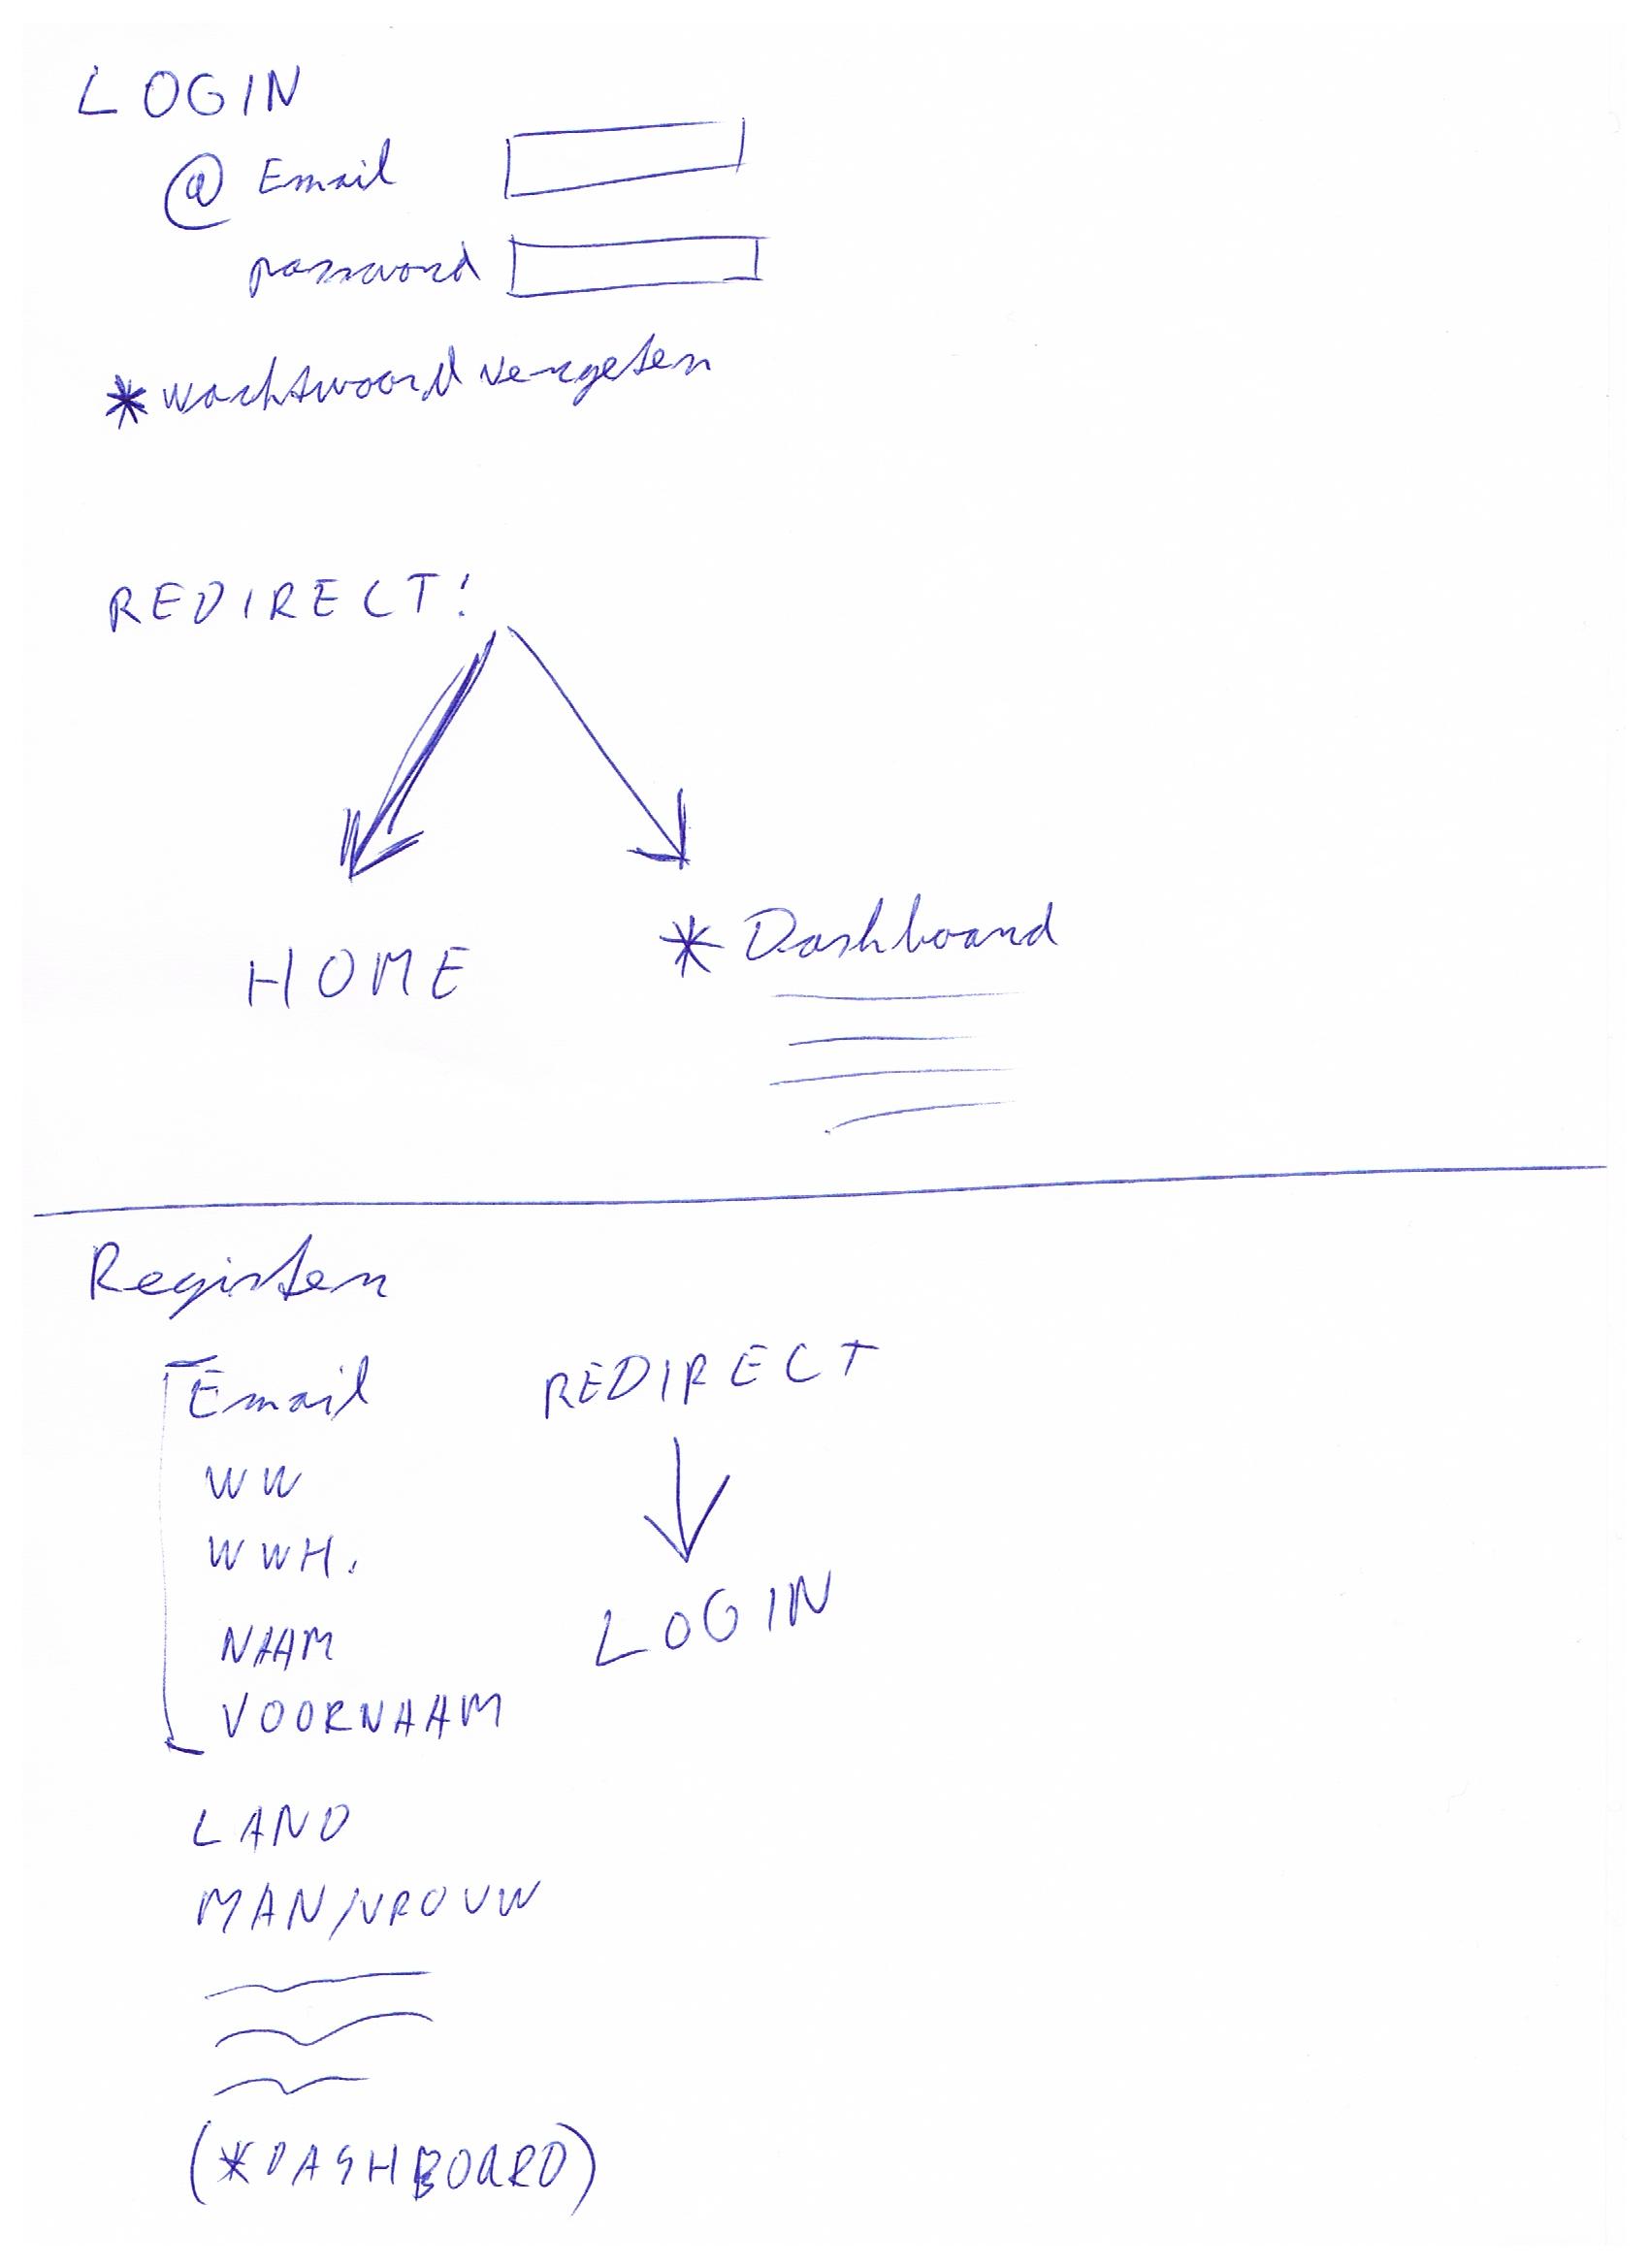 LOGIN
@ Email
password
* wachtwoord vergeten
REDIRECT!
HOME
* Dashboard
Register
Email
WW
WWH.
NAAM
VOORNAAM
REDIRECT
LOGIN
LAND
MAN/VROUW
(*DASHBOARD)